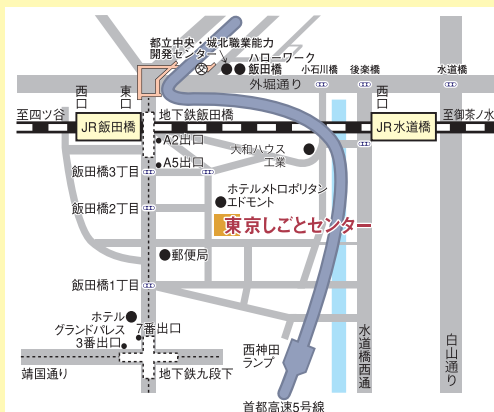 都立中央・城北職業能力
開発センター
ハローワーク
飯田橋
小石川橋
後楽橋
水道橋
外堀通り
西口
東口
西口
至四ツ谷
JR飯田橋
地下鉄飯田橋
JR水道橋
至御茶ノ水
A2出口
大和ハウス
工業
飯田橋3丁目
A5出口
ホテルメトロポリタン
エドモント
飯田橋2丁目
東京しごとセンター
郵便局
飯田橋1丁目
ホテル
グランドパレス
7番出口
3番出口
西神田
ランプ
水道橋西通り
白山通り
靖国通り
地下鉄九段下
首都高速5号線